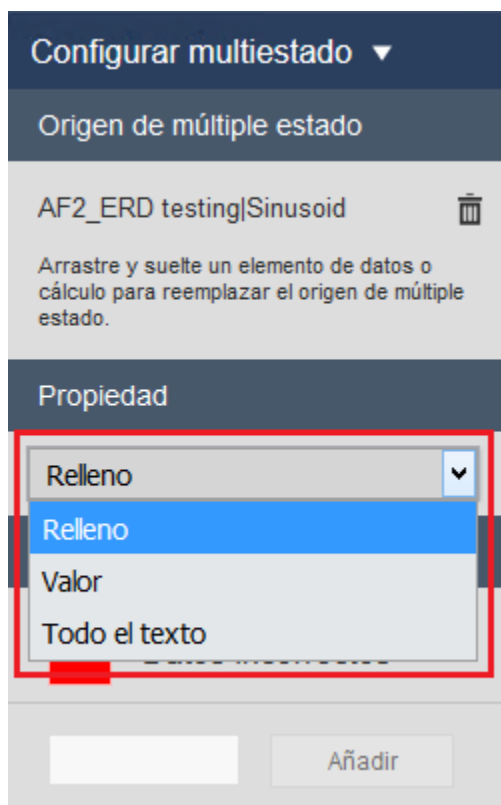 Configurar multiestado
Origen de múltiple estado
AF2_ERD testing|Sinusoid
Arrastre y suelte un elemento de datos o
cálculo para reemplazar el origen de múltiple
estado.
Propiedad
Relleno
Relleno
Valor
Todo el texto
Añadir